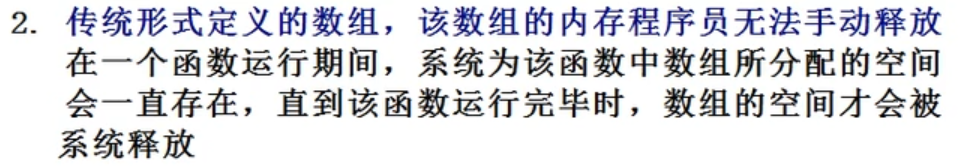 2. 传统形式定义的数组，该数组的内存程序员无法手动释放
在一个函数运行期间，系统为该函数中数组所分配的空间
会一直存在，直到该函数运行完毕时，数组的空间才会被
系统释放